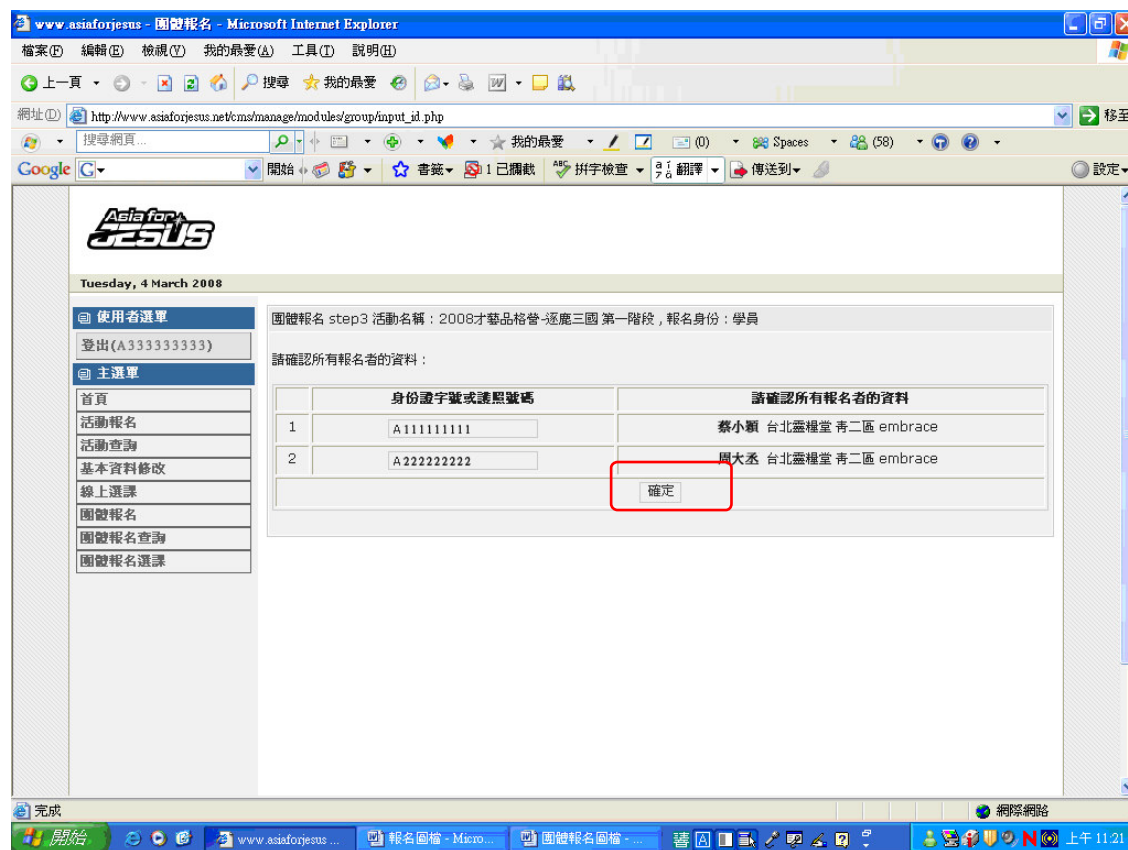 www.asiaforjesus - 團體報名 - Microsoft Internet Explorer
檔案(F) 編輯(E) 檢視(V) 我的最愛(A) 工具(T) 說明(H)
上一頁 搜尋 我的最愛
網址(D) http://www.asiaforjesus.net/cms/manage/modules/group/input_id.php 移至
搜尋網頁... 我的最愛 (0) Spaces (58)
Google G 開始 書籤 1 已攔截 ABC 拼字檢查 翻譯 傳送到 設定
Asia for JESUS
Tuesday, 4 March 2008
使用者選單
登出(A333333333)
主選單
首頁
活動報名
活動查詢
基本資料修改
線上選課
團體報名
團體報名查詢
團體報名選課
團體報名 step3 活動名稱：2008才藝品格營-逐鹿三國 第一階段 , 報名身份：學員
請確認所有報名者的資料：
身份證字號或護照號碼 請確認所有報名者的資料
1 A111111111 蔡小穎 台北靈糧堂 青二區 embrace
2 A222222222 周大丞 台北靈糧堂 青二區 embrace
確定
完成 網際網路
開始 www.asiaforjesus ... 報名圖檔 - Micro... 團體報名圖檔 - ... 上午 11:21